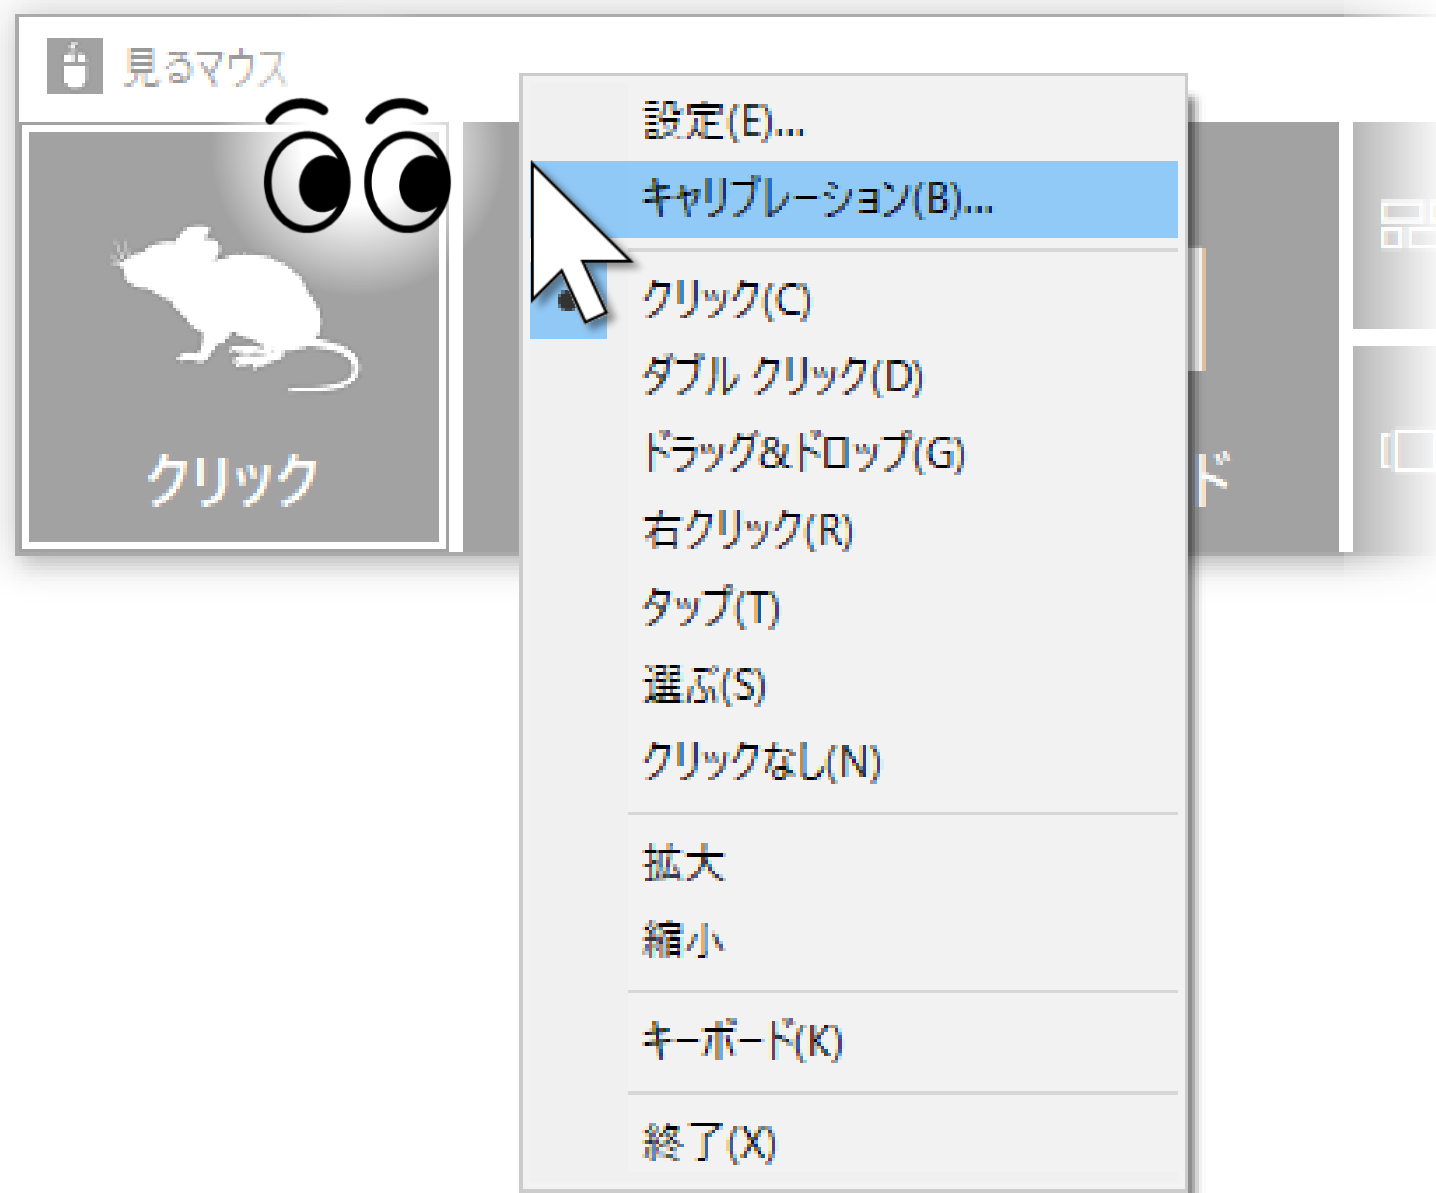 見るマウス
設定(E)...
キャリブレーション(B)...
クリック(C)
ダブル クリック(D)
ドラッグ&ドロップ(G)
右クリック(R)
タップ(T)
選ぶ(S)
クリックなし(N)
拡大
縮小
キーボード(K)
終了(X)
クリック
ド